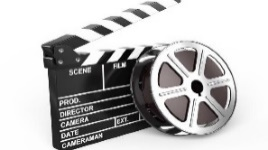 SCENE FILM
PROD.
DIRECTOR
CAMERA
DATE EXT.
CAMERAMAN